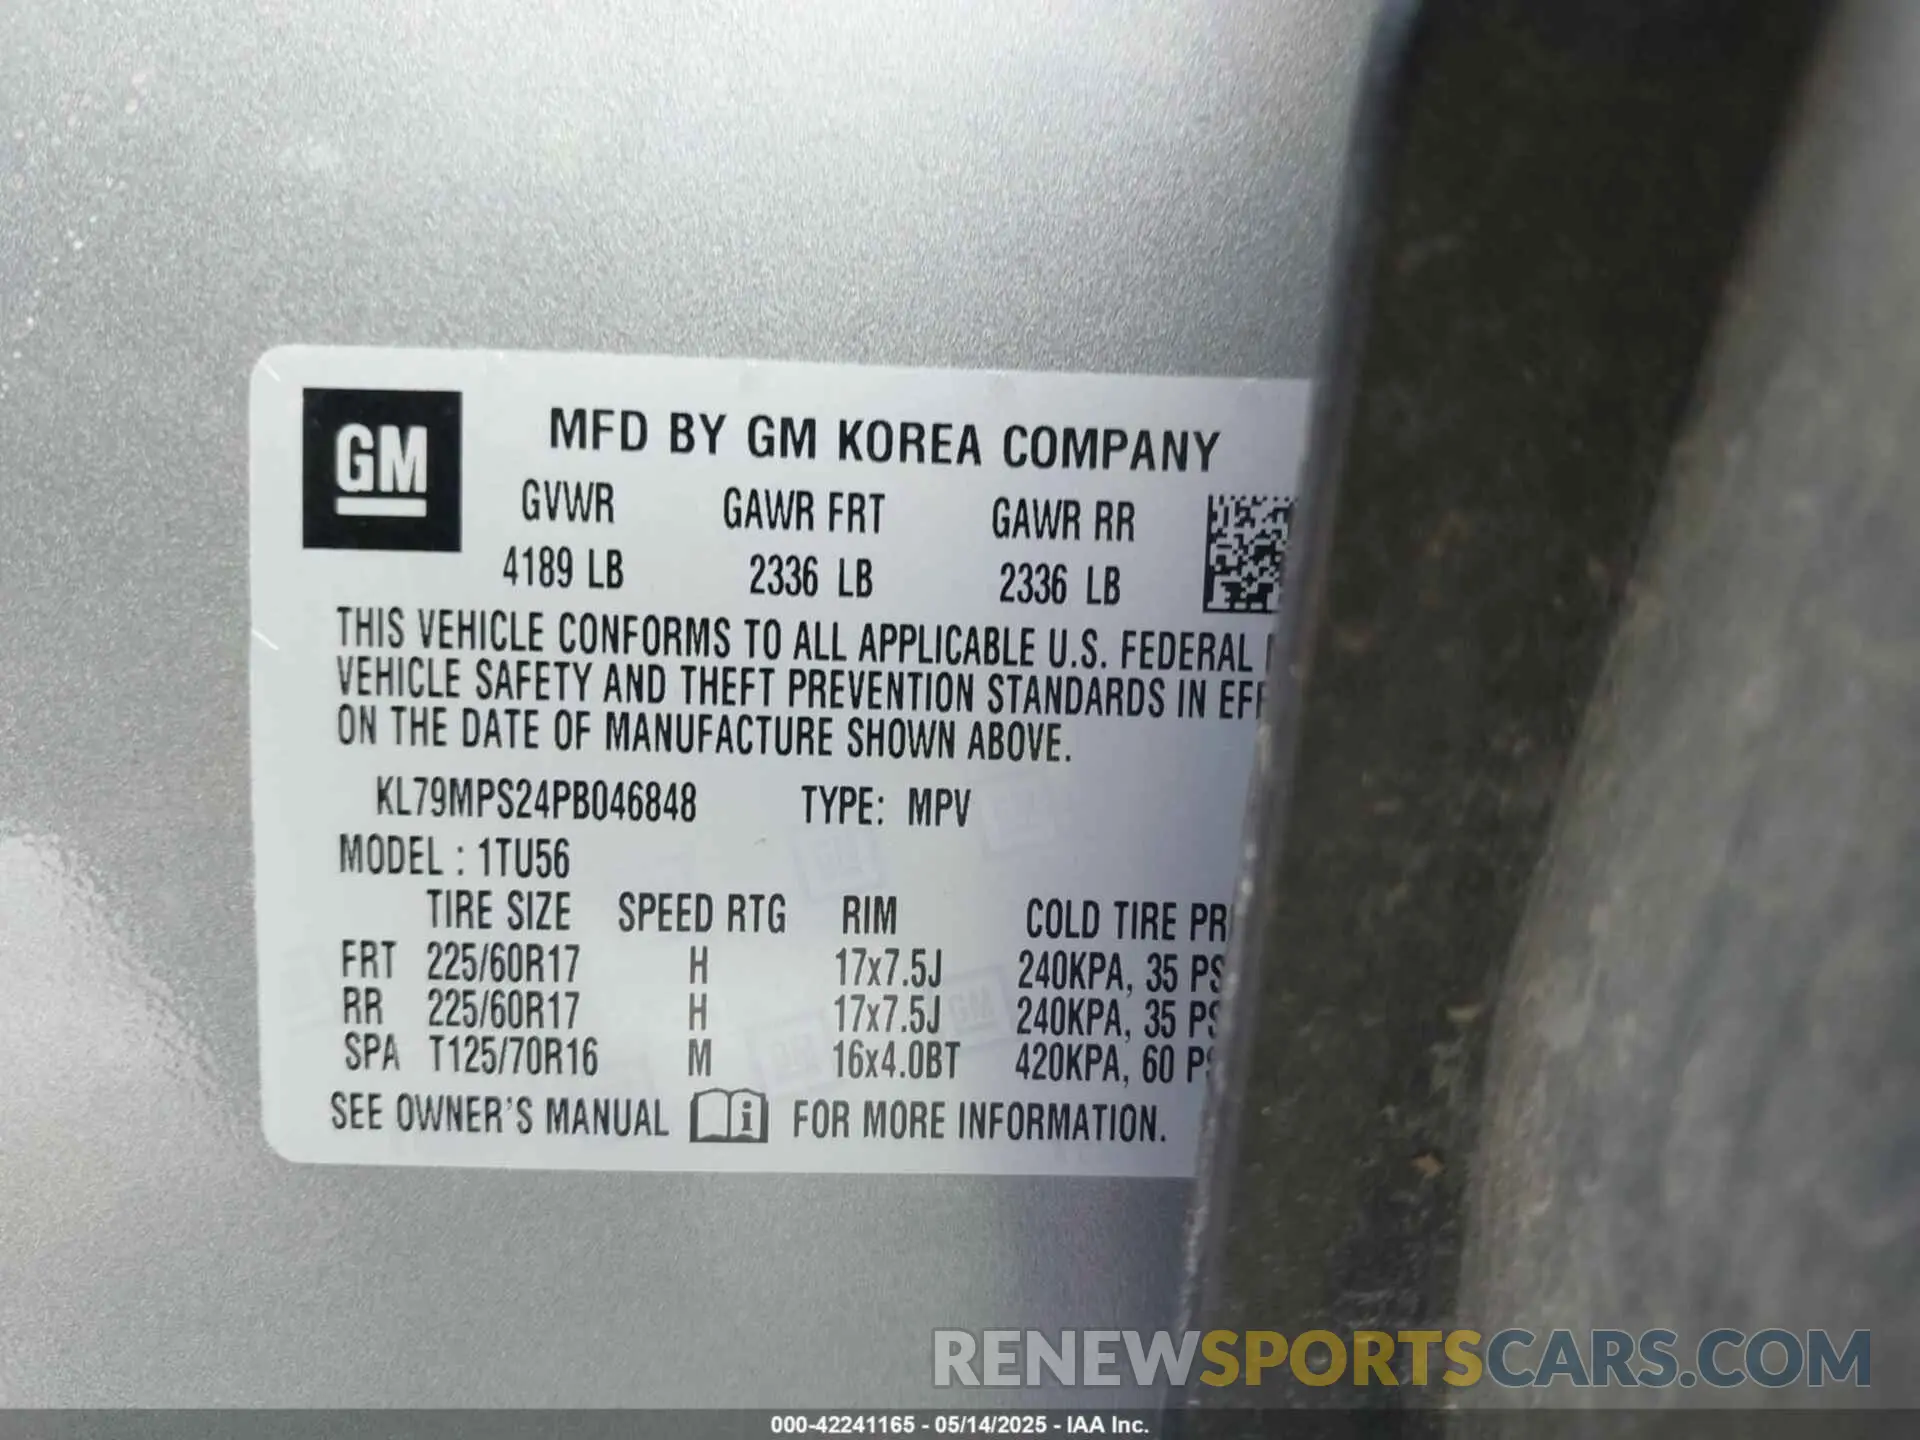 GM
MFD BY GM KOREA COMPANY
GVWR GAWR FRT GAWR RR
4189 LB 2336 LB 2336 LB
THIS VEHICLE CONFORMS TO ALL APPLICABLE U.S. FEDERAL
VEHICLE SAFETY AND THEFT PREVENTION STANDARDS IN EFF
ON THE DATE OF MANUFACTURE SHOWN ABOVE.
KL79MPS24PB046848 TYPE: MPV
MODEL : 1TU56
TIRE SIZE SPEED RTG RIM COLD TIRE PR
FRT 225/60R17 H 17x7.5J 240KPA, 35 PS
RR 225/60R17 H 17x7.5J 240KPA, 35 PS
SPA T125/70R16 M 16x4.0BT 420KPA, 60 PS
SEE OWNER'S MANUAL i FOR MORE INFORMATION.
RENEWSPORTSCARS.COM
000-42241165 - 05/14/2025 - IAA Inc.